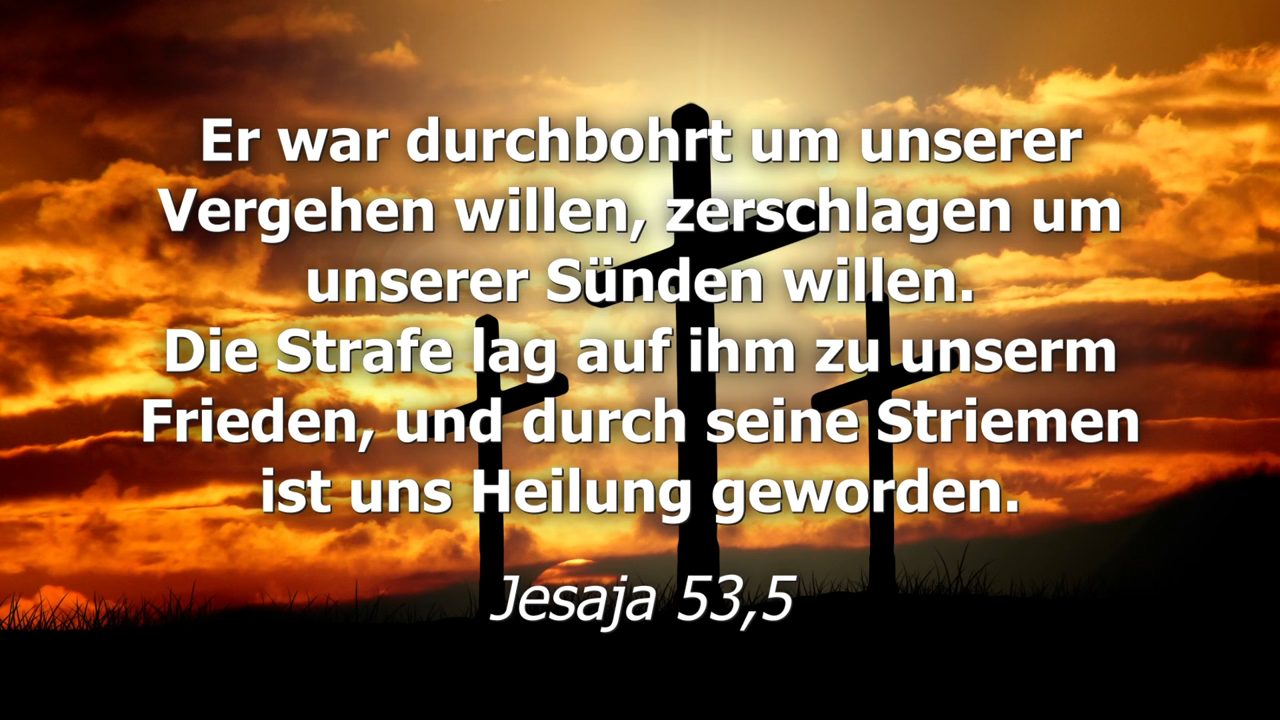 Er war durchbohrt um unserer
Vergehen willen, zerschlagen um
unserer Sünden willen.
Die Strafe lag auf ihm zu unserm
Frieden, und durch seine Striemen
ist uns Heilung geworden.
Jesaja 53,5